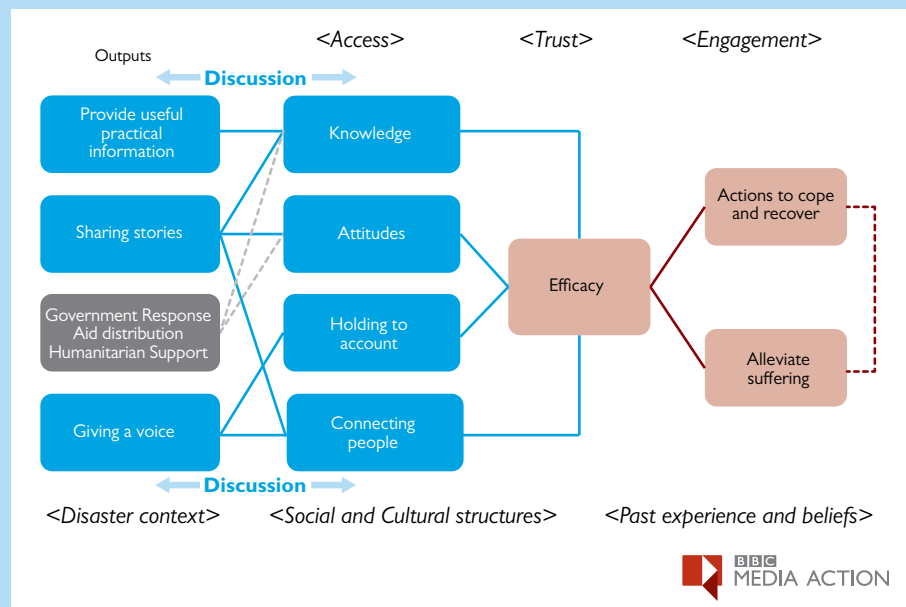 <Access>
<Trust>
<Engagement>
Outputs
Discussion
Provide useful
practical
information
Knowledge
Sharing stories
Attitudes
Actions to cope
and recover
Efficacy
Government Response
Aid distribution
Humanitarian Support
Holding to
account
Alleviate
suffering
Giving a voice
Connecting
people
Discussion
<Disaster context>
<Social and Cultural structures>
<Past experience and beliefs>
BBC
MEDIA ACTION